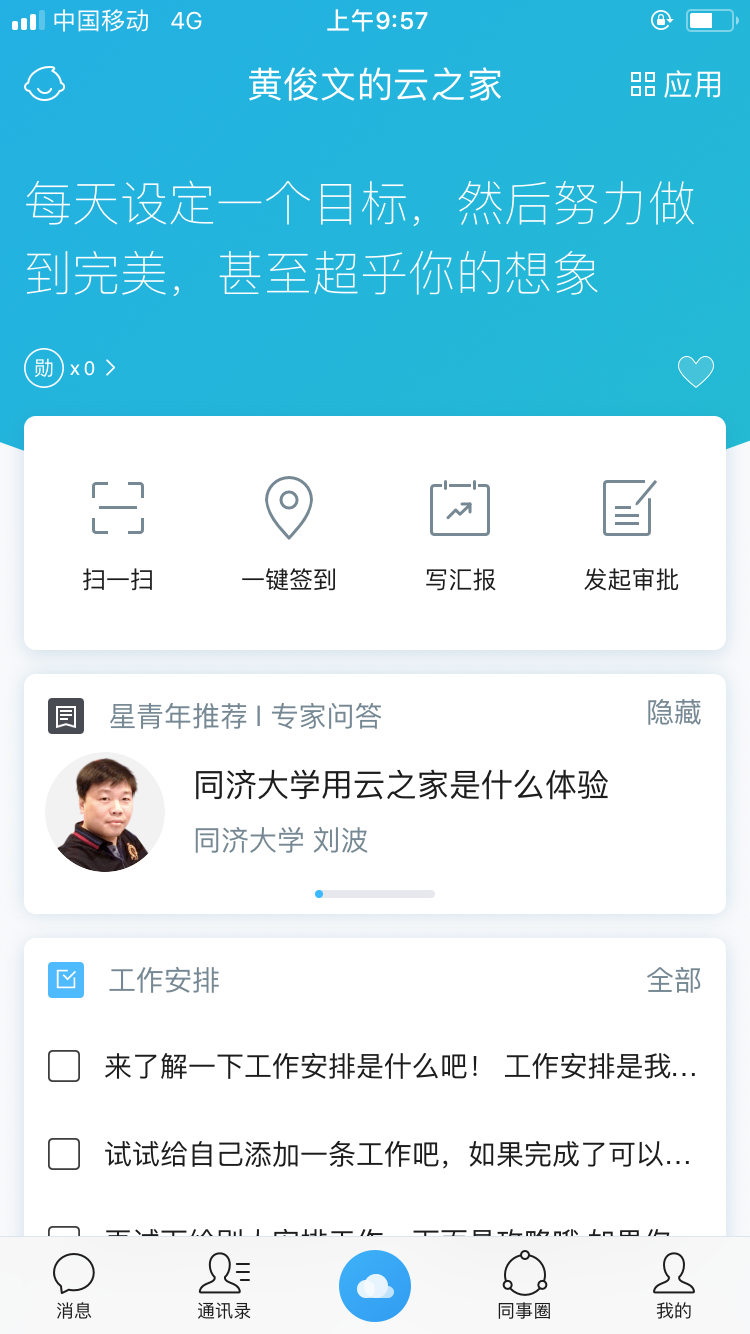 中国移动 4G 上午9:57
黄俊文的云之家 应用
每天设定一个目标，然后努力做
到完美，甚至超乎你的想象
勋 x0
扫一扫 一键签到 写汇报 发起审批
星青年推荐 | 专家问答 隐藏
同济大学用云之家是什么体验
同济大学 刘波
工作安排 全部
来了解一下工作安排是什么吧！ 工作安排是我...
试试给自己添加一条工作吧，如果完成了可以...
消息 通讯录 同事圈 我的